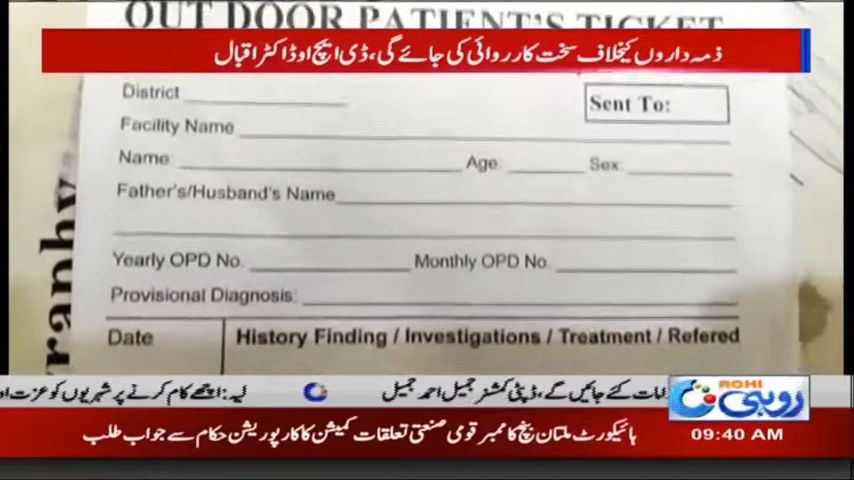 OUT DOOR PATIENT'S TICKET
ذمہ داروں کیخلاف سخت کارروائی کی جائے گی، ڈی ایچ او ڈاکٹر اقبال
District
Sent To:
Facility Name
Name: Age: Sex:
Father's/Husband's Name
Yearly OPD No. Monthly OPD No.
Provisional Diagnosis:
Date History Finding / Investigations / Treatment / Refered
کئے جائیں گے، ڈپٹی کمشنر جمیل احمد جمیل
لیہ: اچھے کام کرنے پر شہریوں کو عزت
ROHI
روہی
09:40 AM
ہائیکورٹ ملتان بنچ کا ممبر قومی صنعتی تعلقات کمیشن کا کارپوریشن حکام سے جواب طلب